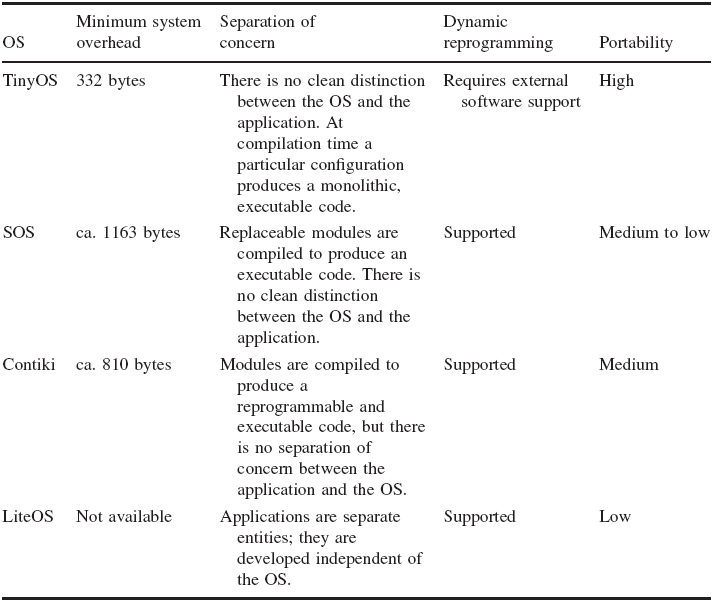 OS Minimum system overhead Separation of concern Dynamic reprogramming Portability
TinyOS 332 bytes There is no clean distinction Requires external High
between the OS and the software support
application. At
compilation time a
particular configuration
produces a monolithic,
executable code.
SOS ca. 1163 bytes Replaceable modules are Supported Medium to low
compiled to produce an
executable code. There is
no clean distinction
between the OS and the
application.
Contiki ca. 810 bytes Modules are compiled to Supported Medium
produce a
reprogrammable and
executable code, but there
is no separation of
concern between the
application and the OS.
LiteOS Not available Applications are separate Supported Low
entities; they are
developed independent of
the OS.